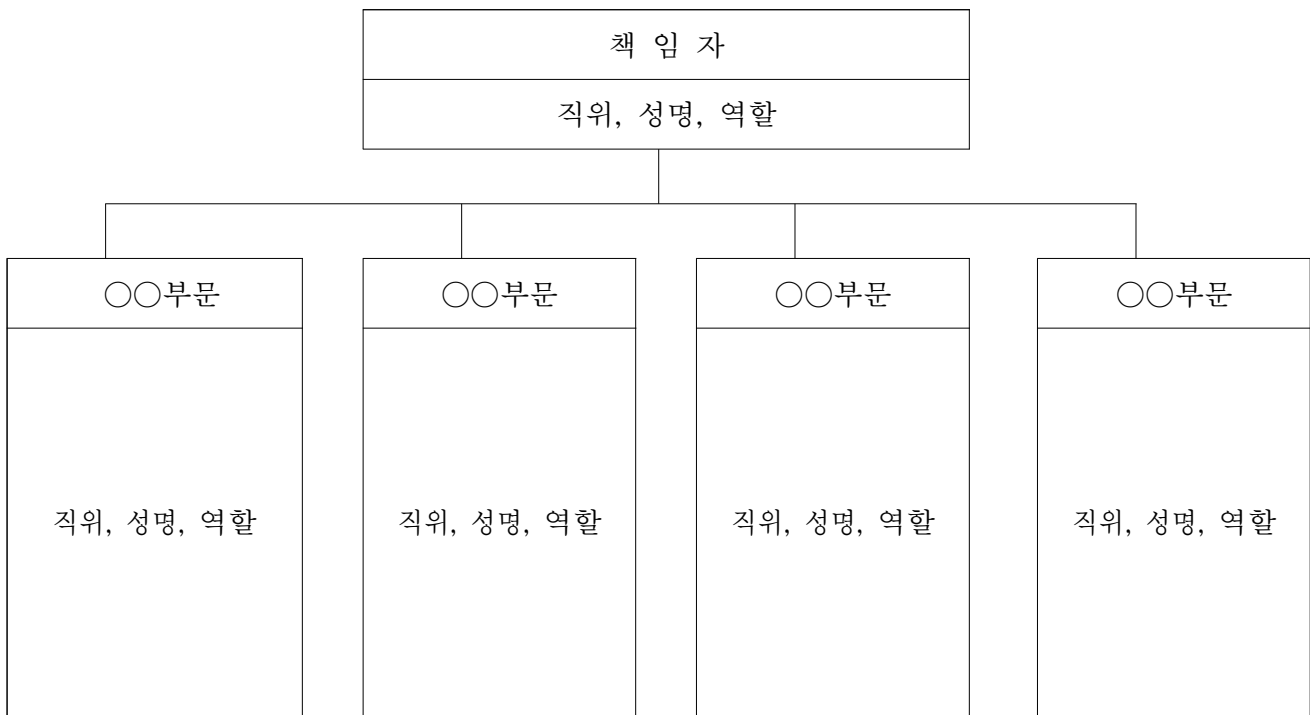 책 임 자
직위, 성명, 역할
○○부문
○○부문
○○부문
○○부문
직위, 성명, 역할
직위, 성명, 역할
직위, 성명, 역할
직위, 성명, 역할